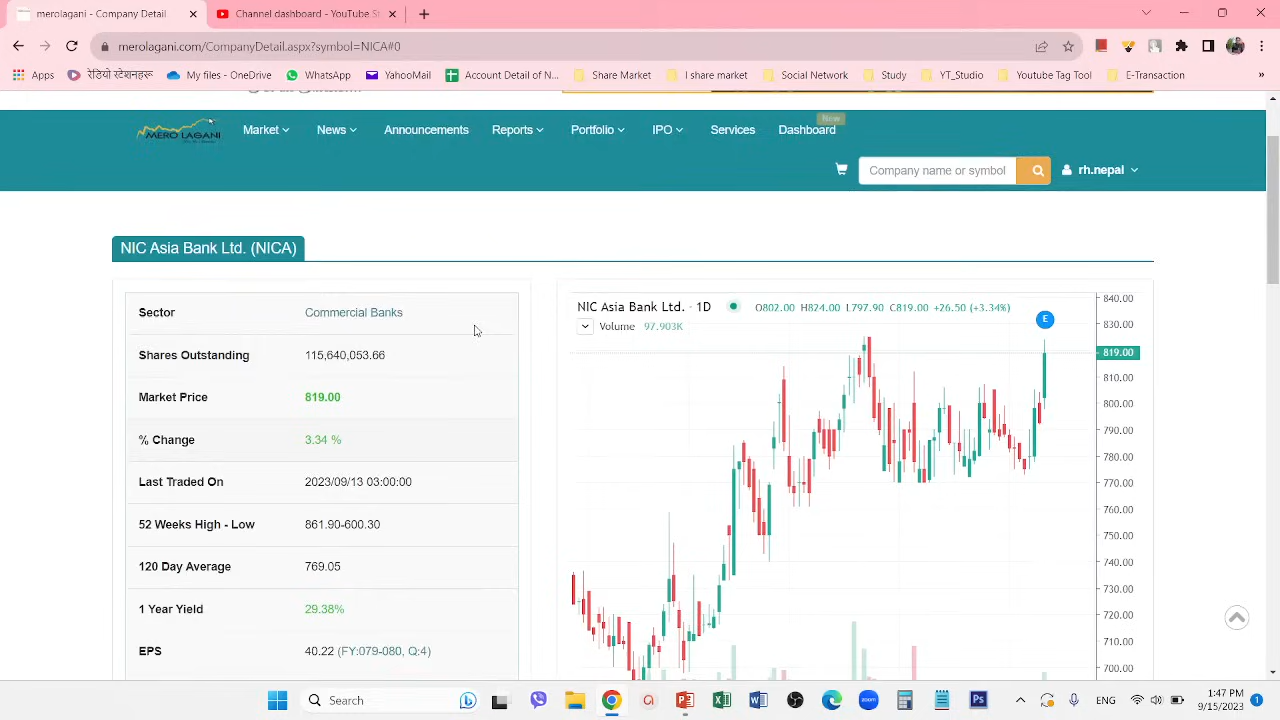 merolagani - Company Detail
Channel dashboard - YouTube St
merolagani.com/CompanyDetail.aspx?symbol=NICA#0
Apps
रेडियो देशान्तर
My files - OneDrive
WhatsApp
YahooMail
Account Detail of N...
Share Market
I share market
Social Network
Study
YT_Studio
Youtube Tag Tool
E-Transaction
»
MERO LAGANI
Market
News
Announcements
Reports
Portfolio
IPO
Services
Dashboard
New
Company name or symbol
rh.nepal
NIC Asia Bank Ltd. (NICA)
Sector Commercial Banks
Shares Outstanding 115,640,053.66
Market Price 819.00
% Change 3.34 %
Last Traded On 2023/09/13 03:00:00
52 Weeks High - Low 861.90-600.30
120 Day Average 769.05
1 Year Yield 29.38%
EPS 40.22 (FY:079-080, Q:4)
NIC Asia Bank Ltd. · 1D O802.00 H824.00 L797.90 C819.00 +26.50 (+3.34%)
Volume 97.903K
E
840.00
830.00
819.00
810.00
800.00
790.00
780.00
770.00
760.00
750.00
740.00
730.00
720.00
710.00
700.00
Search
ENG
1:47 PM
9/15/2023
1